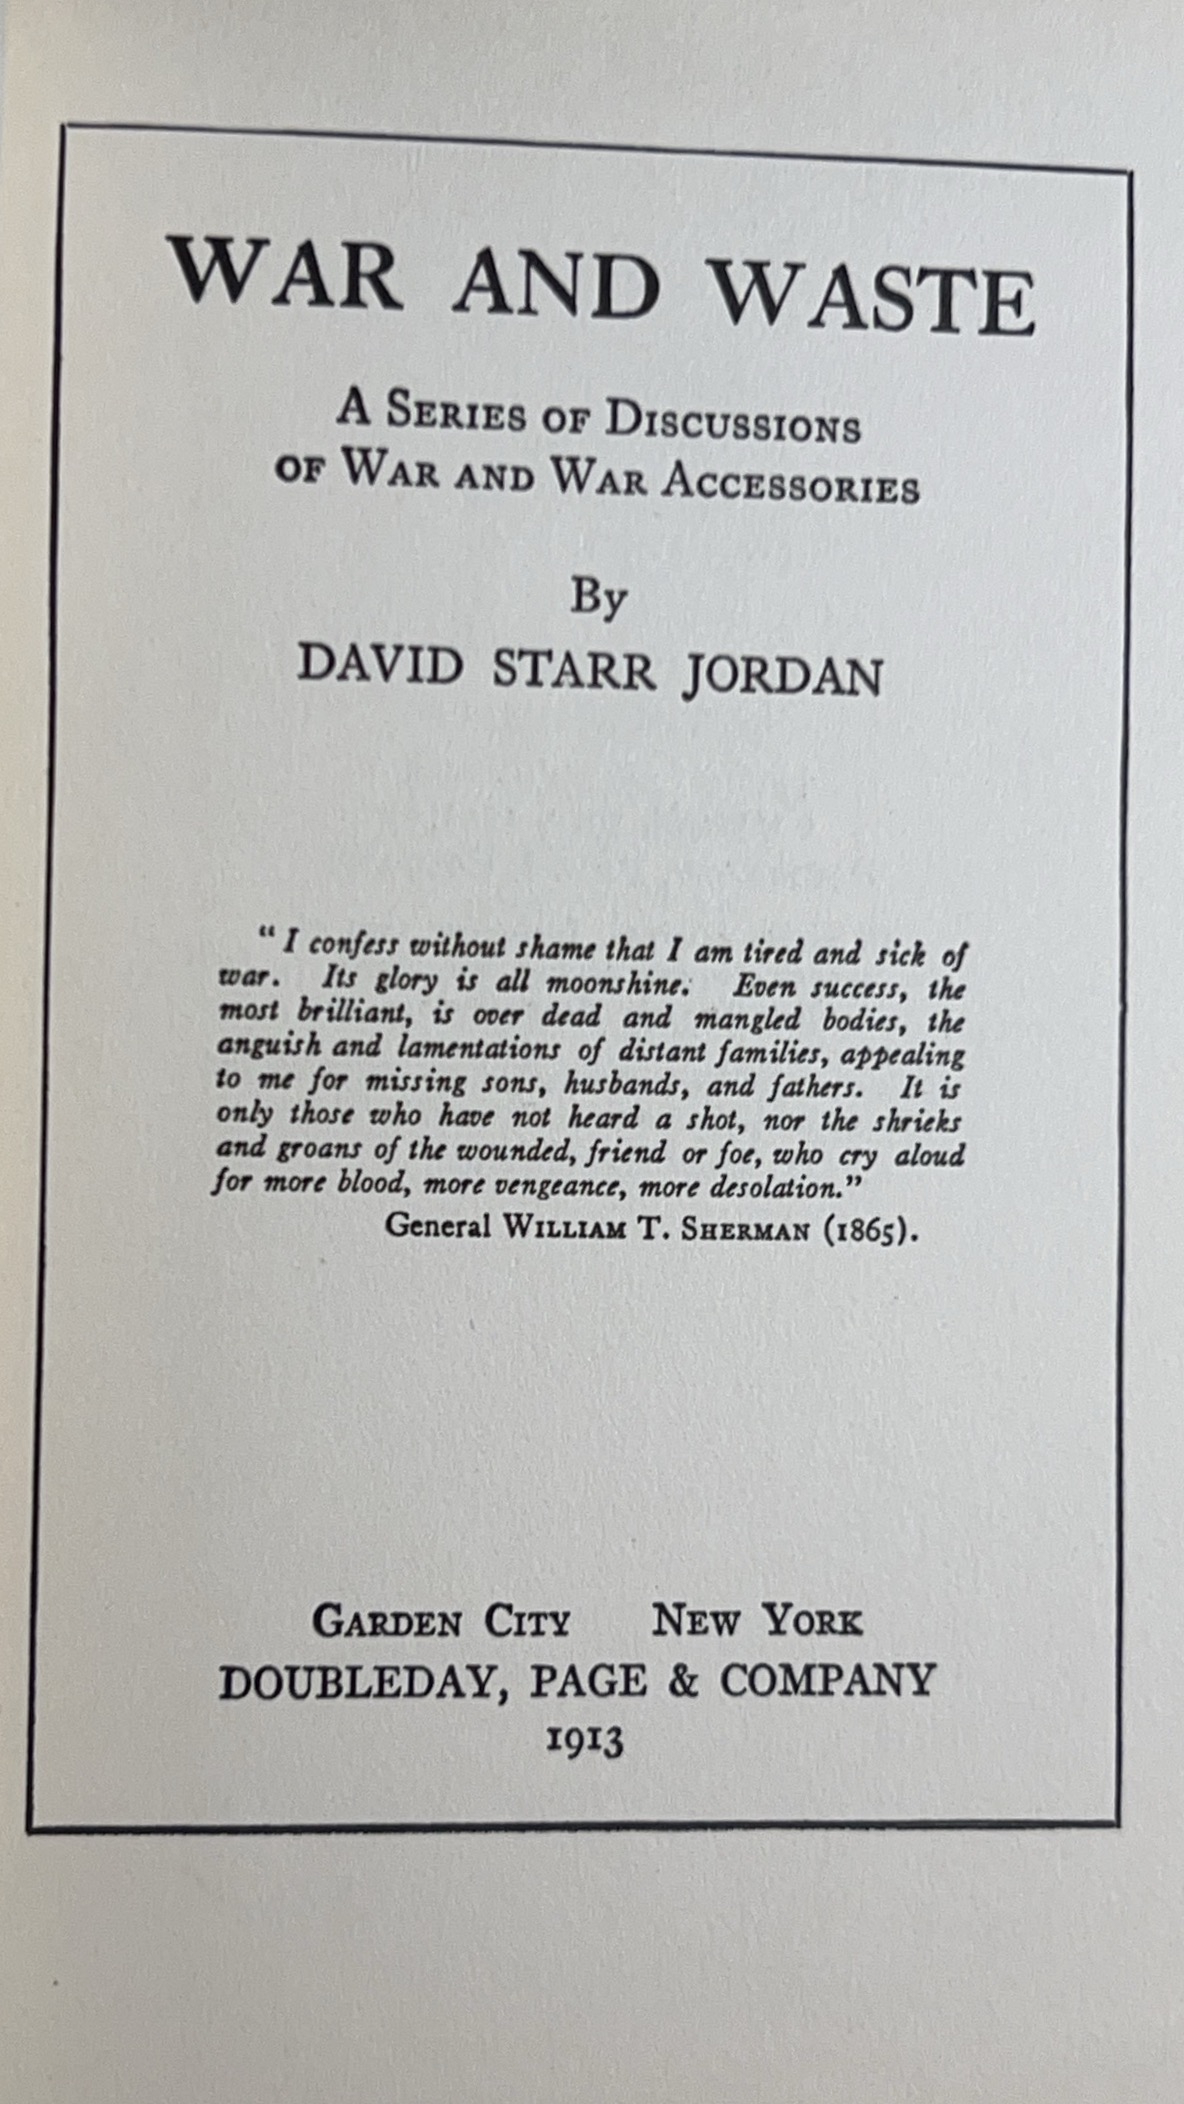 WAR AND WASTE
A Series of Discussions
of War and War Accessories
By
DAVID STARR JORDAN
“I confess without shame that I am tired and sick of
war. Its glory is all moonshine. Even success, the
most brilliant, is over dead and mangled bodies, the
anguish and lamentations of distant families, appealing
to me for missing sons, husbands, and fathers. It is
only those who have not heard a shot, nor the shrieks
and groans of the wounded, friend or foe, who cry aloud
for more blood, more vengeance, more desolation.”
General William T. Sherman (1865).
Garden City New York
DOUBLEDAY, PAGE & COMPANY
1913